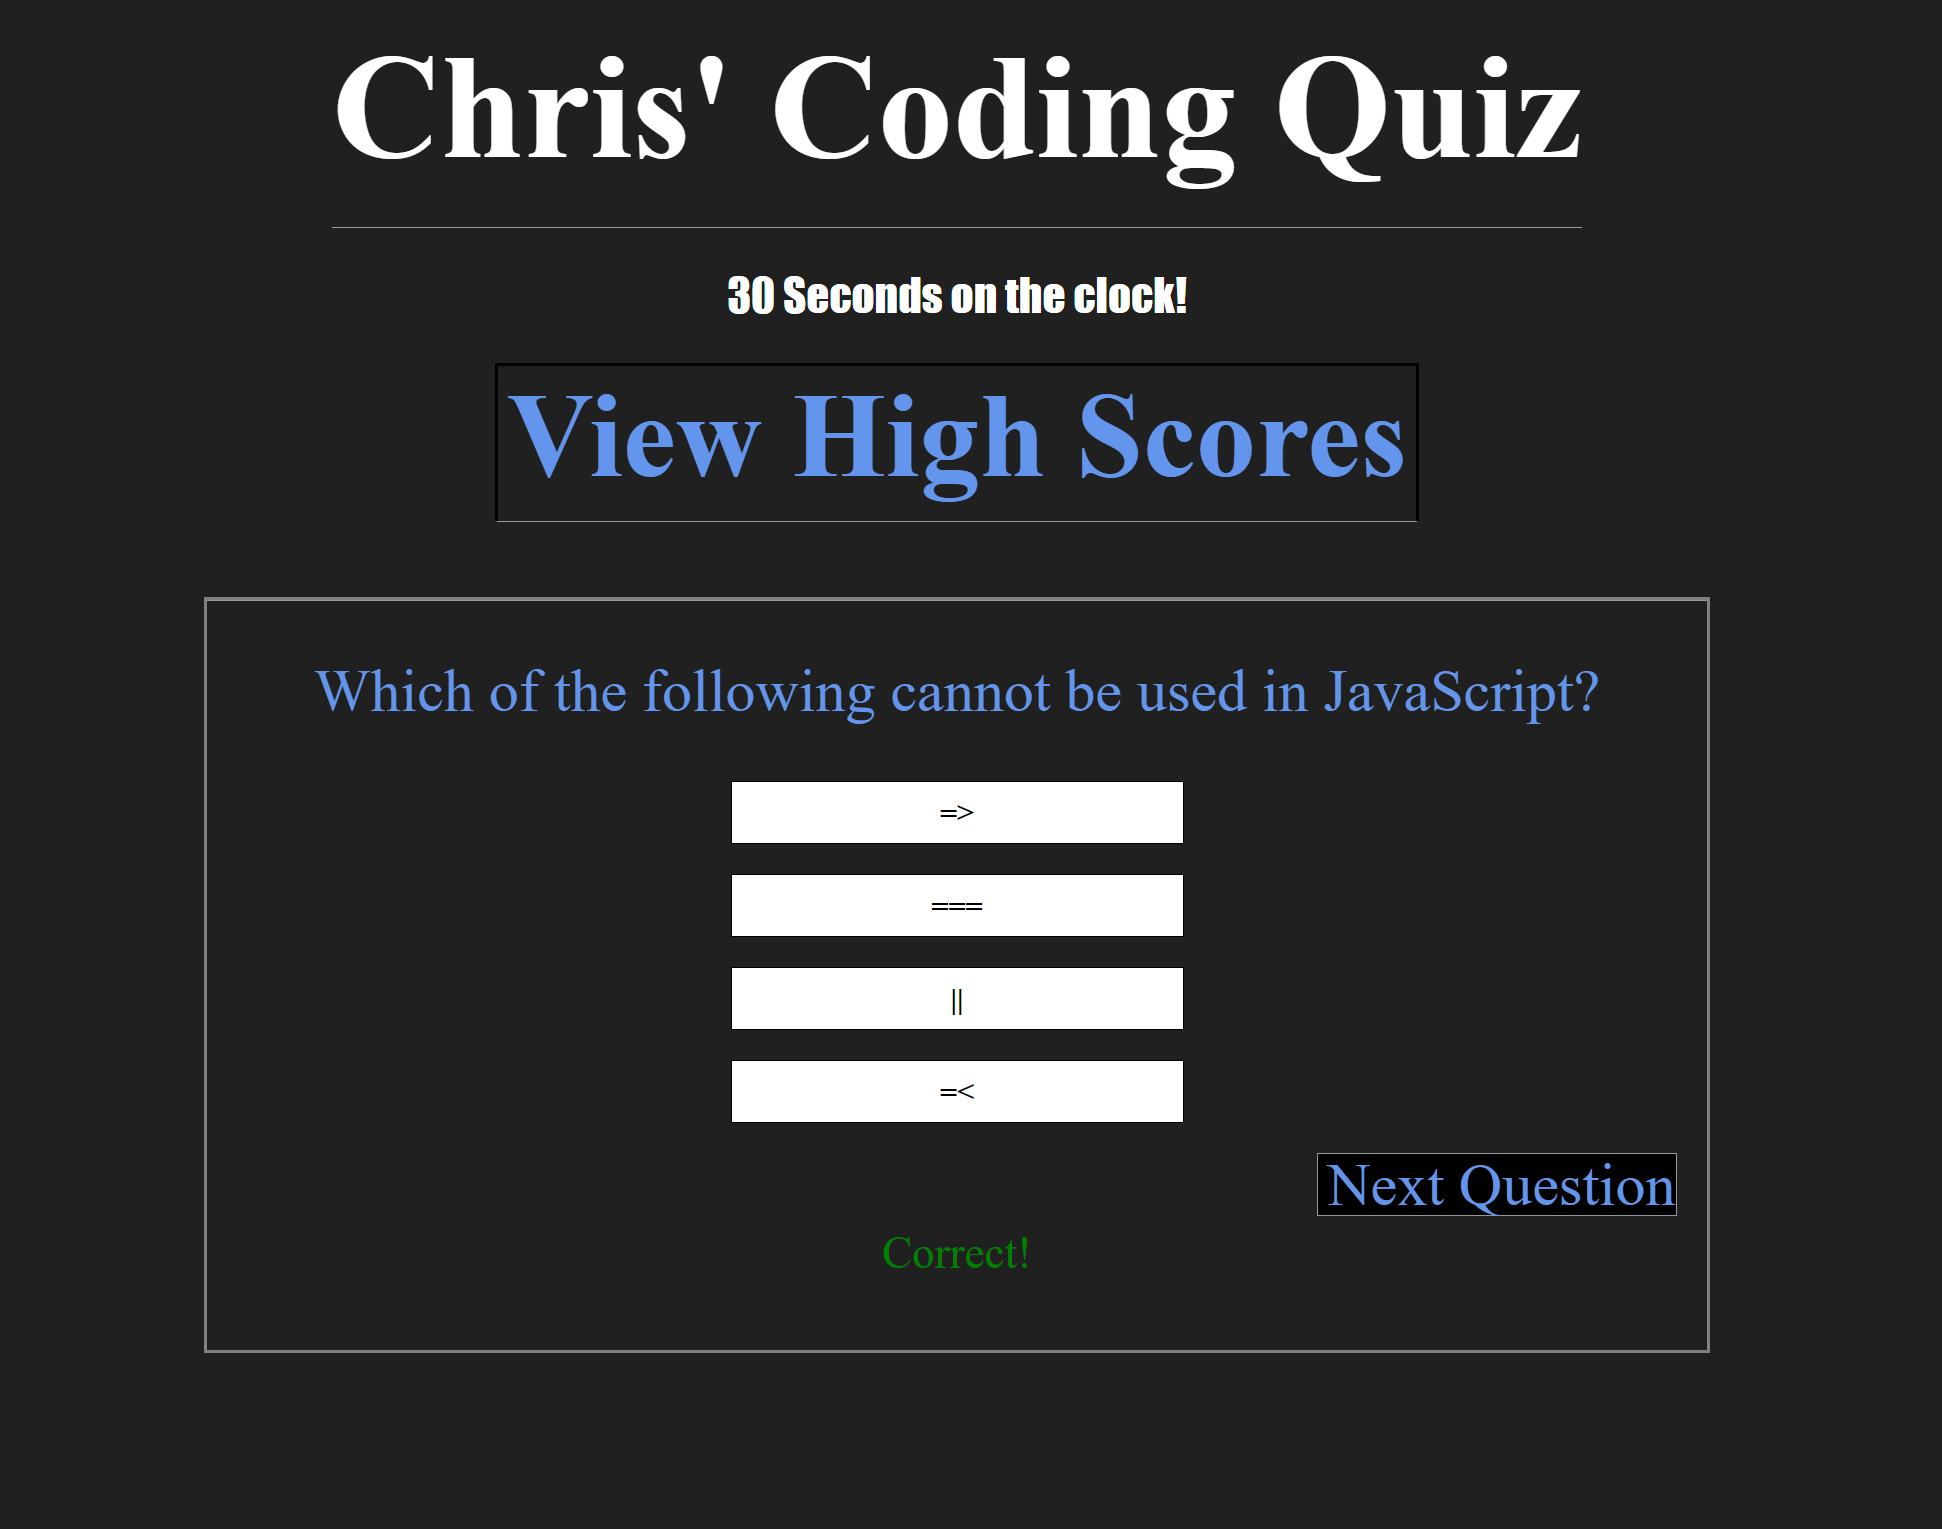 Chris' Coding Quiz
30 Seconds on the clock!
View High Scores
Which of the following cannot be used in JavaScript?
=>
===
||
=<
Next Question
Correct!